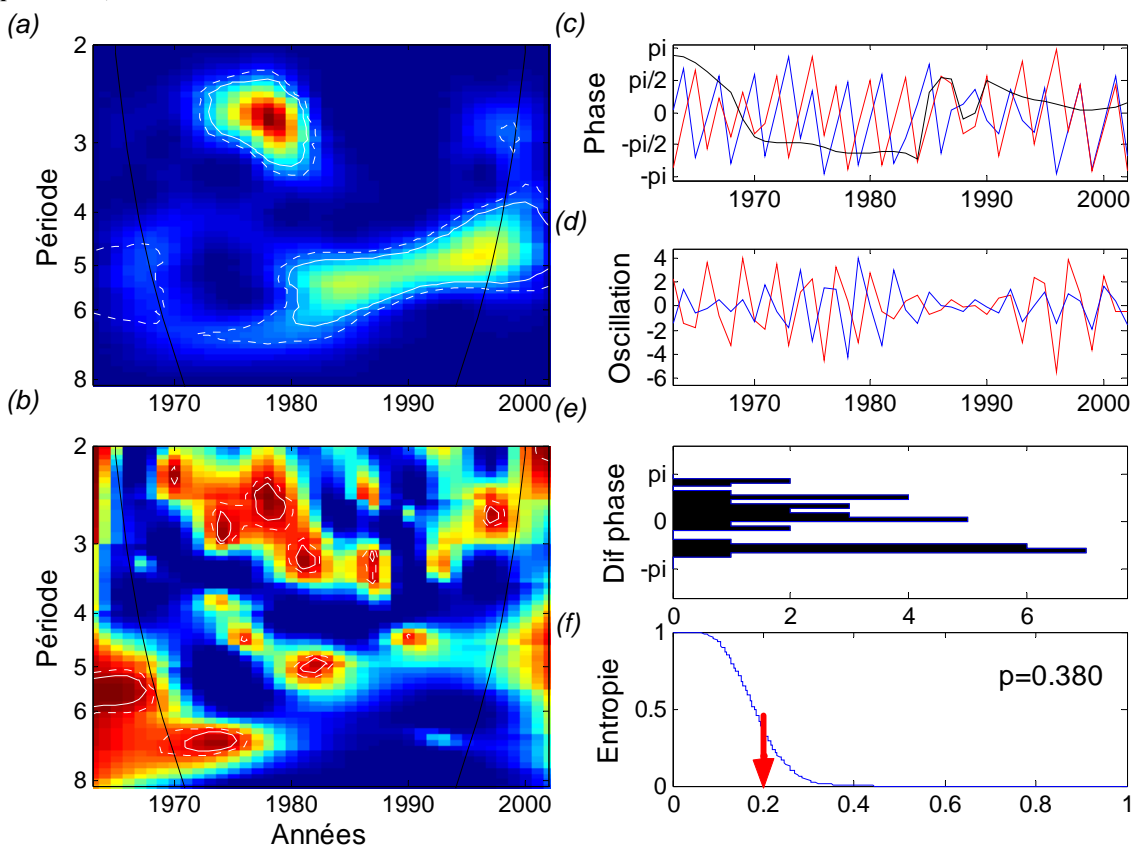 (a)
2
3
4
5
6
8
Période
1970 1980 1990 2000
(b)
2
3
4
5
6
8
Période
1970 1980 1990 2000
Années
(c)
pi
pi/2
0
-pi/2
-pi
Phase
1970 1980 1990 2000
(d)
4
2
0
-2
-4
-6
Oscillation
1970 1980 1990 2000
(e)
pi
0
-pi
Dif phase
0 2 4 6
(f)
1
0.5
0
Entropie
p=0.380
0 0.2 0.4 0.6 0.8 1